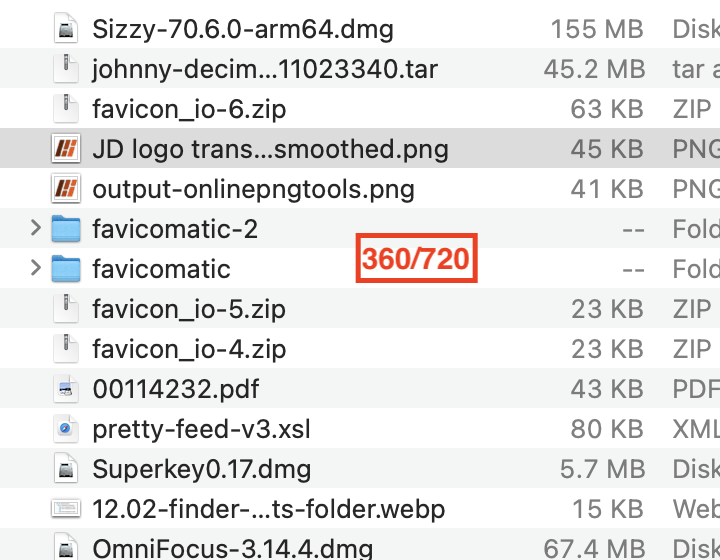 Sizzy-70.6.0-arm64.dmg 155 MB Disk
johnny-decim...11023340.tar 45.2 MB tar a
favicon_io-6.zip 63 KB ZIP
JD logo trans...smoothed.png 45 KB PNG
output-onlinepngtools.png 41 KB PNG
favicomatic-2 -- Fold
360/720
favicomatic -- Fold
favicon_io-5.zip 23 KB ZIP
favicon_io-4.zip 23 KB ZIP
00114232.pdf 43 KB PDF
pretty-feed-v3.xsl 80 KB XML
Superkey0.17.dmg 5.7 MB Disk
12.02-finder-...ts-folder.webp 15 KB Web
OmniFocus-3.14.4.dmg 67.4 MB Disk